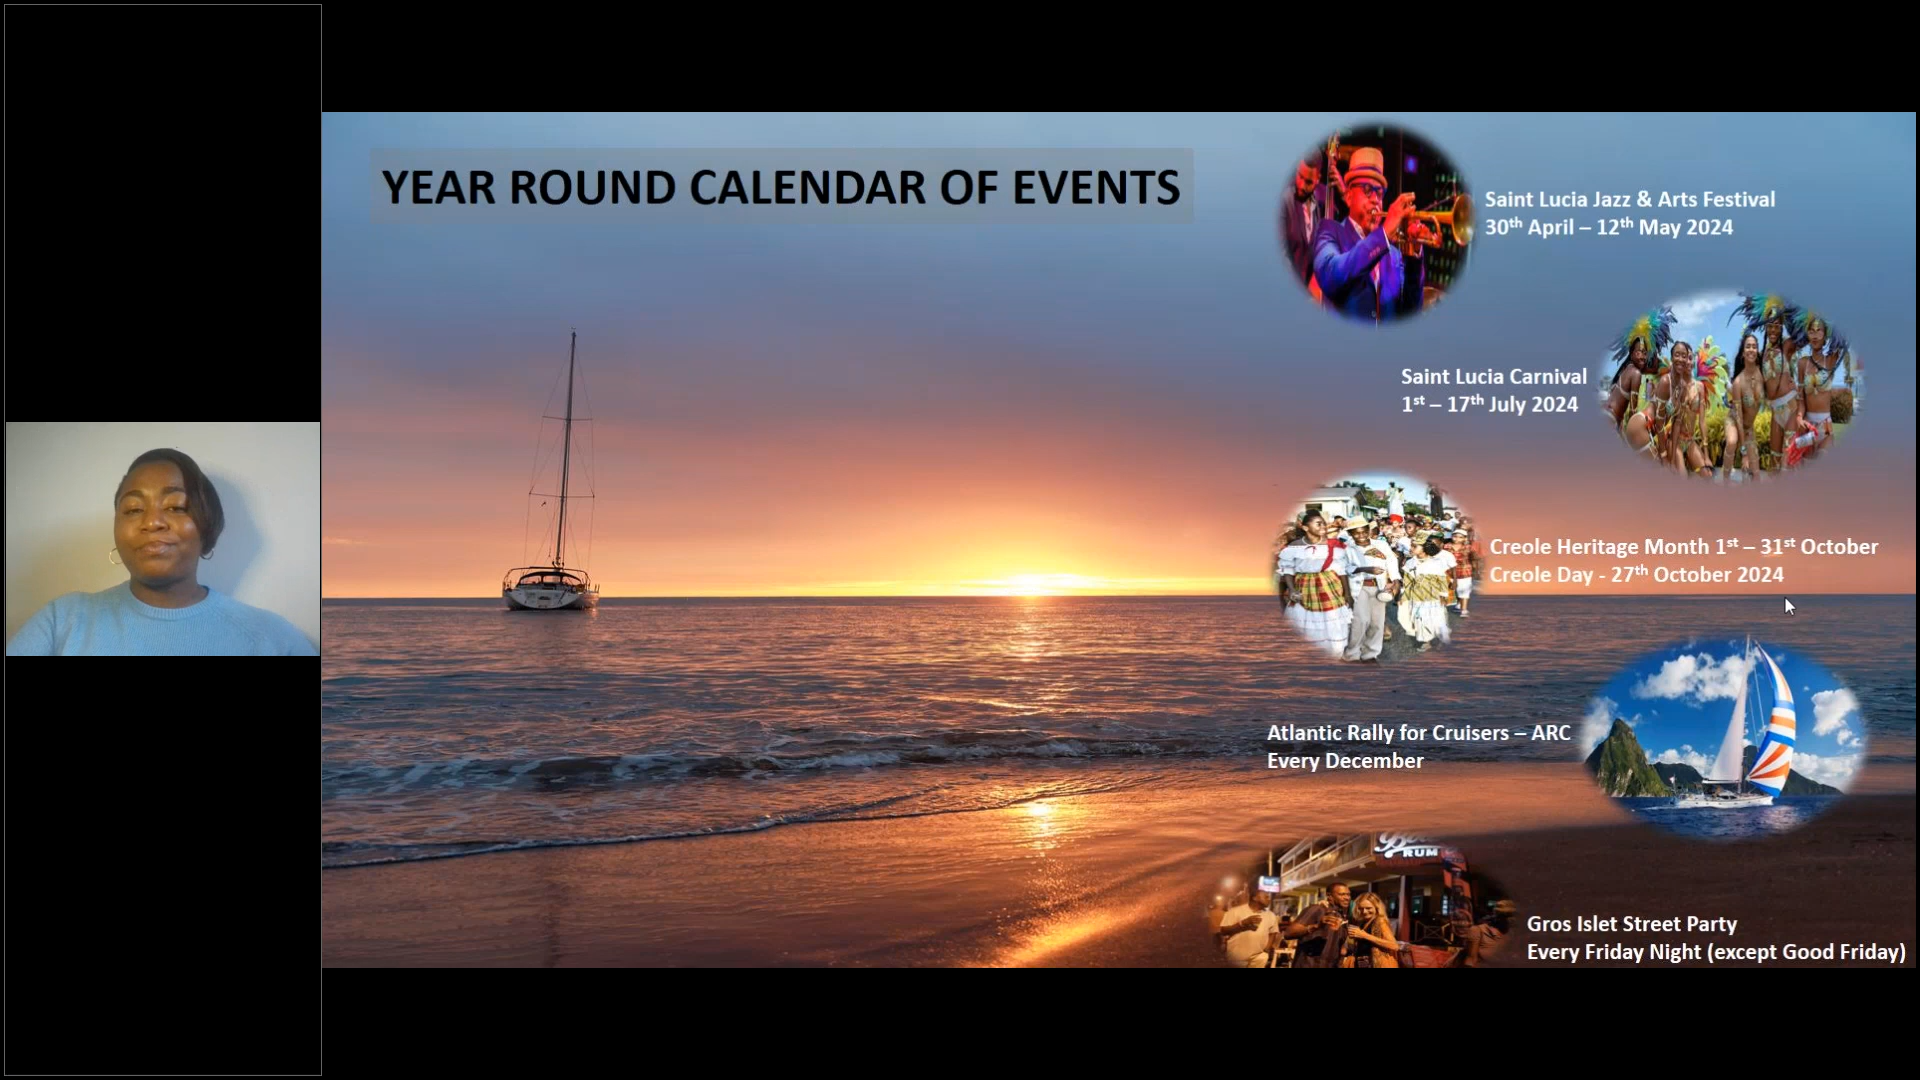 YEAR ROUND CALENDAR OF EVENTS
Saint Lucia Jazz & Arts Festival
30th April – 12th May 2024
Saint Lucia Carnival
1st – 17th July 2024
Creole Heritage Month 1st – 31st October
Creole Day - 27th October 2024
Atlantic Rally for Cruisers – ARC
Every December
RUM
Gros Islet Street Party
Every Friday Night (except Good Friday)